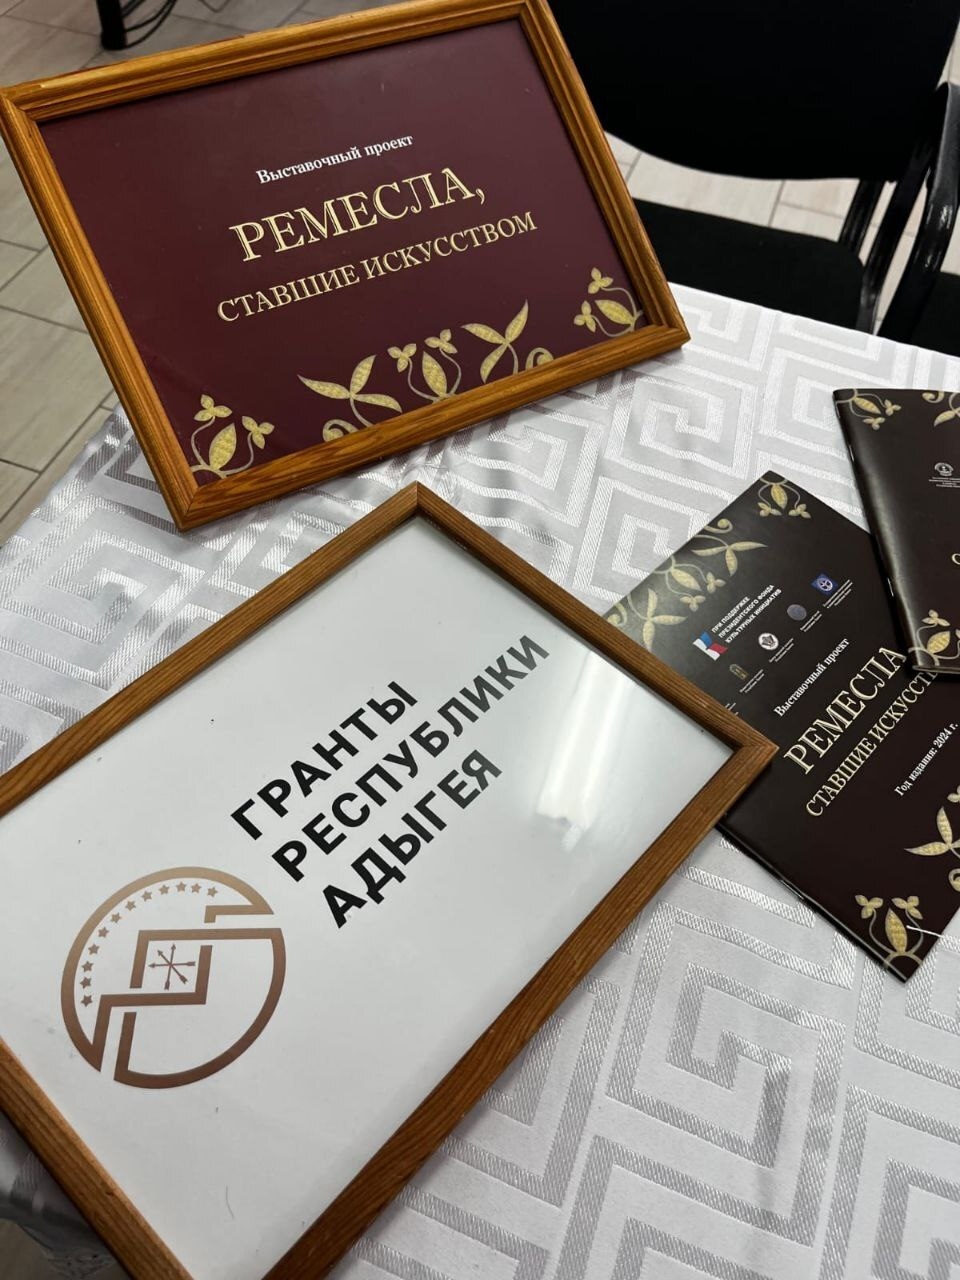 Выставочный проект
РЕМЕСЛА,
СТАВШИЕ ИСКУССТВОМ
ГРАНТЫ
РЕСПУБЛИКИ
АДЫГЕЯ
ПРИ ПОДДЕРЖКЕ
ПРЕЗИДЕНТСКОГО ФОНДА
КУЛЬТУРНЫХ ИНИЦИАТИВ
Выставочный проект
РЕМЕСЛА
СТАВШИЕ ИСКУССТ
Год издания: 2024 г.